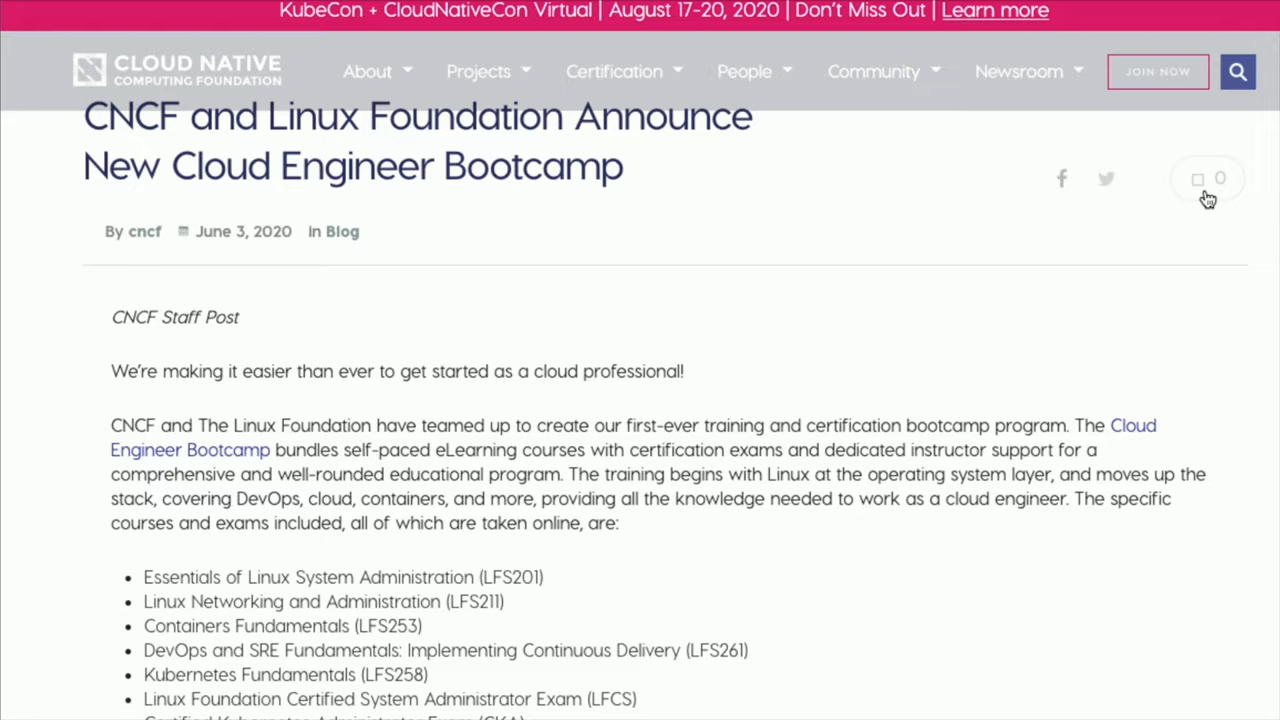 KubeCon + CloudNativeCon Virtual | August 17-20, 2020 | Don't Miss Out | Learn more
CLOUD NATIVE
COMPUTING FOUNDATION
About Projects Certification People Community Newsroom JOIN NOW
CNCF and Linux Foundation Announce
New Cloud Engineer Bootcamp
0
By cncf June 3, 2020 in Blog
CNCF Staff Post
We're making it easier than ever to get started as a cloud professional!
CNCF and The Linux Foundation have teamed up to create our first-ever training and certification bootcamp program. The Cloud
Engineer Bootcamp bundles self-paced eLearning courses with certification exams and dedicated instructor support for a
comprehensive and well-rounded educational program. The training begins with Linux at the operating system layer, and moves up the
stack, covering DevOps, cloud, containers, and more, providing all the knowledge needed to work as a cloud engineer. The specific
courses and exams included, all of which are taken online, are:
• Essentials of Linux System Administration (LFS201)
• Linux Networking and Administration (LFS211)
• Containers Fundamentals (LFS253)
• DevOps and SRE Fundamentals: Implementing Continuous Delivery (LFS261)
• Kubernetes Fundamentals (LFS258)
• Linux Foundation Certified System Administrator Exam (LFCS)
Certified Kubernetes Administrator Exam (CKA)